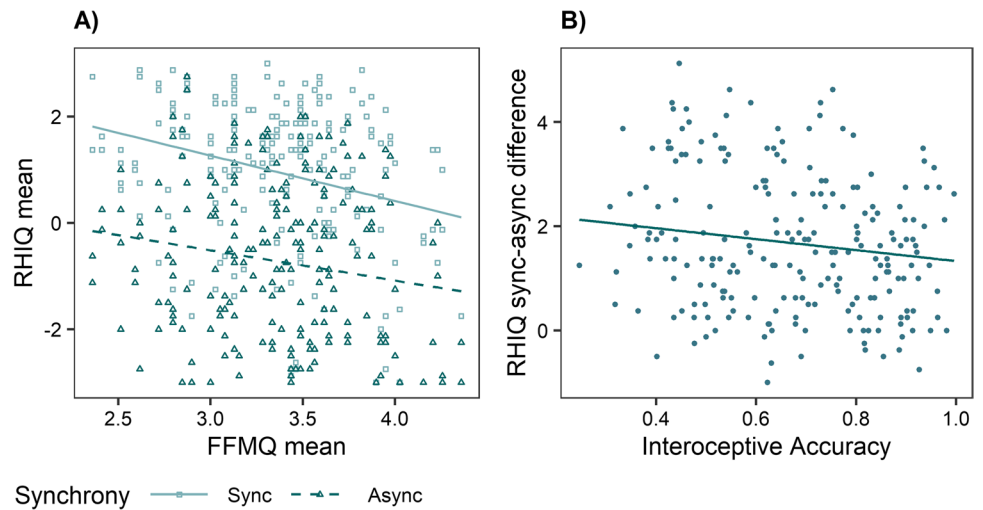 A)
RHIQ mean
2
0
-2
2.5 3.0 3.5 4.0
FFMQ mean
Synchrony Sync Async
B)
RHIQ sync-async difference
4
2
0
0.4 0.6 0.8 1.0
Interoceptive Accuracy